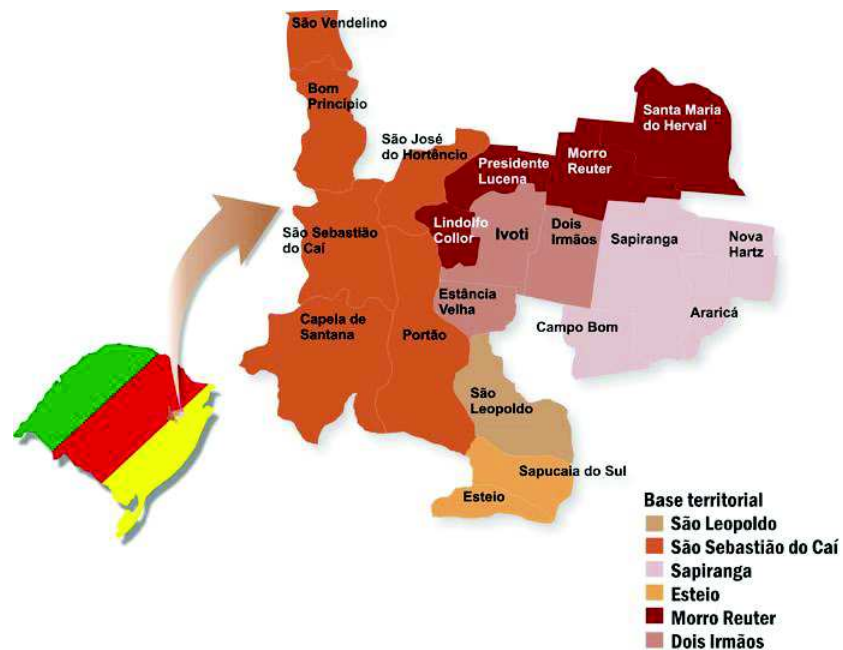 São Vendelino
Bom
Princípio
São José
do Hortêncio
Santa Maria
do Herval
Presidente
Lucena
Morro
Reuter
São Sebastião
do Caí
Lindolfo
Collor
Ivoti
Dois
Irmãos
Sapiranga
Nova
Hartz
Estância
Velha
Capela de
Santana
Portão
Campo Bom
Araricá
São
Leopoldo
Sapucaia do Sul
Esteio
Base territorial
São Leopoldo
São Sebastião do Caí
Sapiranga
Esteio
Morro Reuter
Dois Irmãos